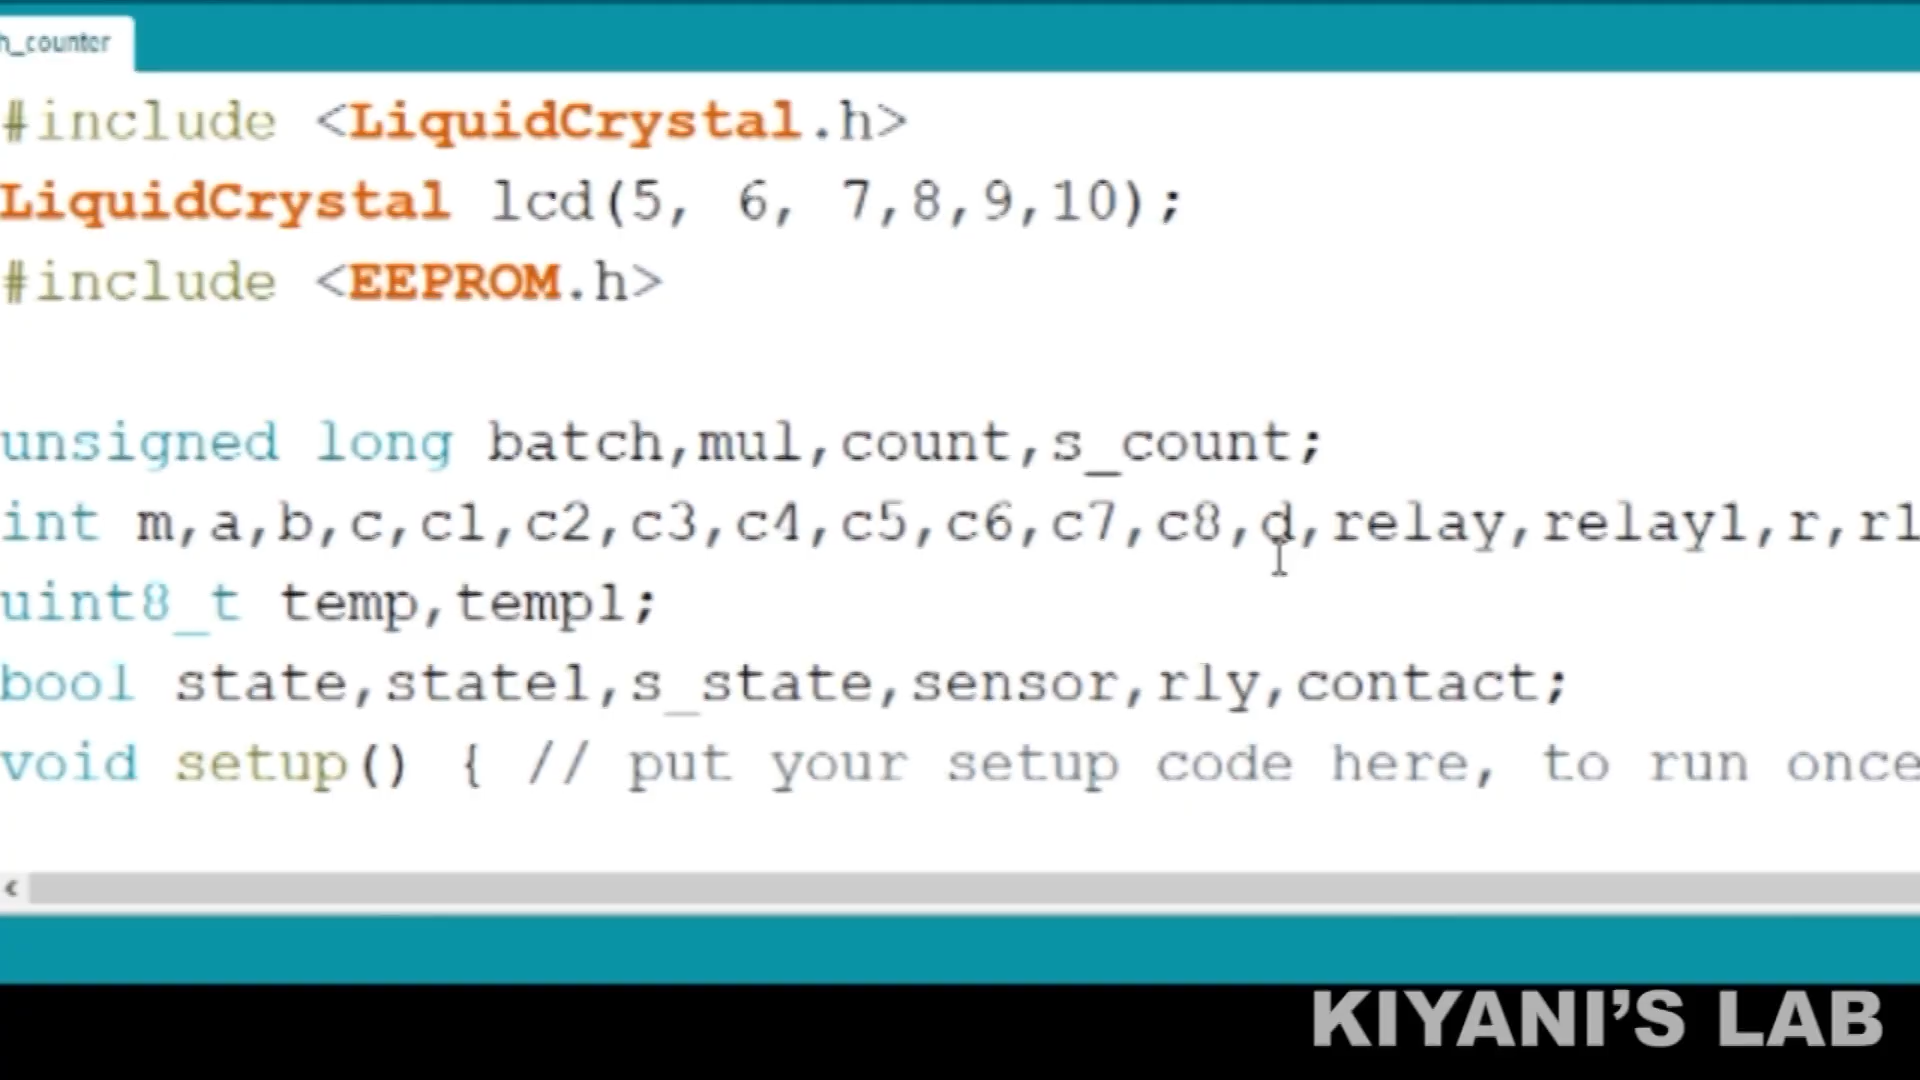 h_counter
#include <LiquidCrystal.h>
LiquidCrystal lcd(5, 6, 7,8,9,10);
#include <EEPROM.h>
unsigned long batch,mul,count,s_count;
int m,a,b,c,c1,c2,c3,c4,c5,c6,c7,c8,d,relay,relay1,r,r1
uint8_t temp,temp1;
bool state,state1,s_state,sensor,rly,contact;
void setup() { // put your setup code here, to run once
KIYANI'S LAB